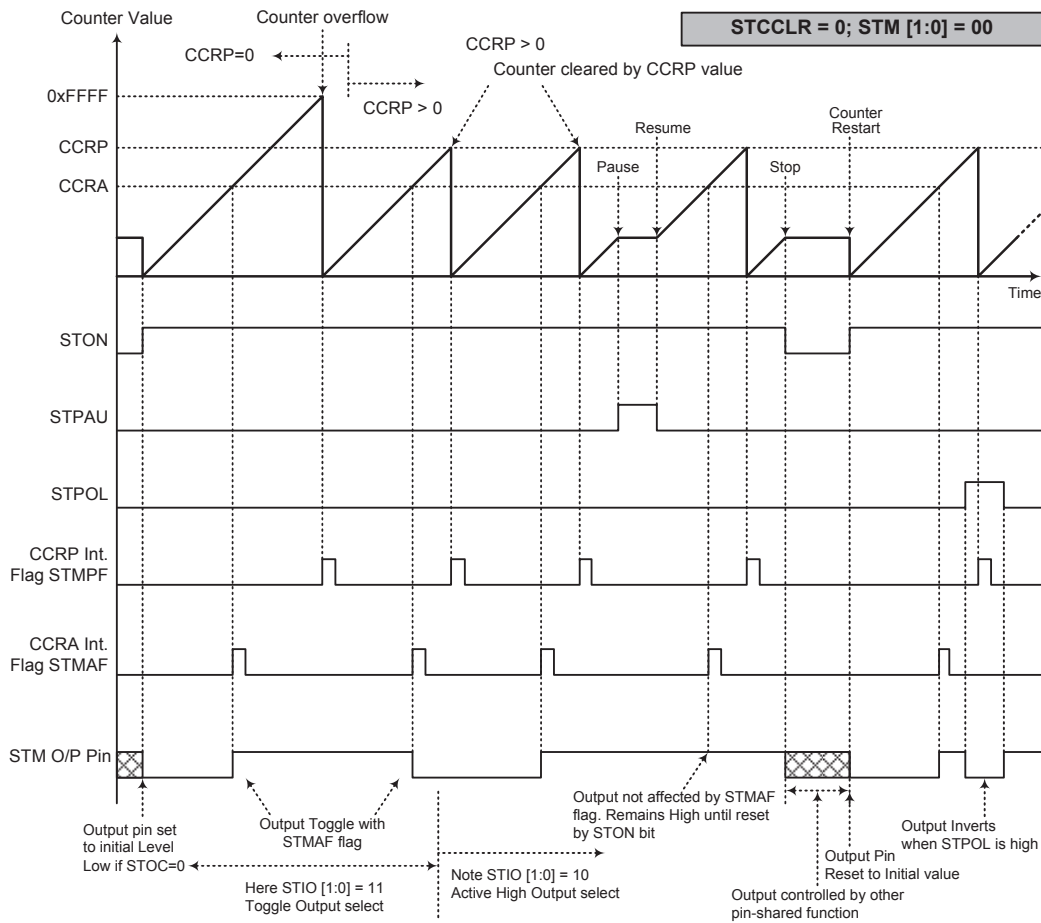 Counter Value
Counter overflow
STCCLR = 0; STM [1:0] = 00
CCRP=0
CCRP > 0
CCRP > 0
Counter cleared by CCRP value
0xFFFF
CCRP
CCRA
Pause
Resume
Stop
Counter
Restart
Time
STON
STPAU
STPOL
CCRP Int.
Flag STMPF
CCRA Int.
Flag STMAF
STM O/P Pin
Output pin set
to initial Level
Low if STOC=0
Output Toggle with
STMAF flag
Here STIO [1:0] = 11
Toggle Output select
Note STIO [1:0] = 10
Active High Output select
Output not affected by STMAF
flag. Remains High until reset
by STON bit
Output controlled by other
pin-shared function
Output Pin
Reset to Initial value
Output Inverts
when STPOL is high